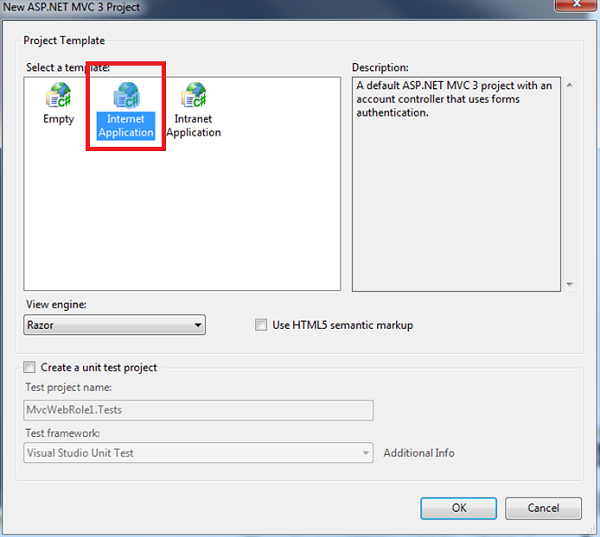 New ASP.NET MVC 3 Project
Project Template
Select a template:
Description:
Empty
Internet
Application
Intranet
Application
A default ASP.NET MVC 3 project with an
account controller that uses forms
authentication.
View engine:
Razor
Use HTML5 semantic markup
Create a unit test project
Test project name:
MvcWebRole1.Tests
Test framework:
Visual Studio Unit Test
Additional Info
OK
Cancel